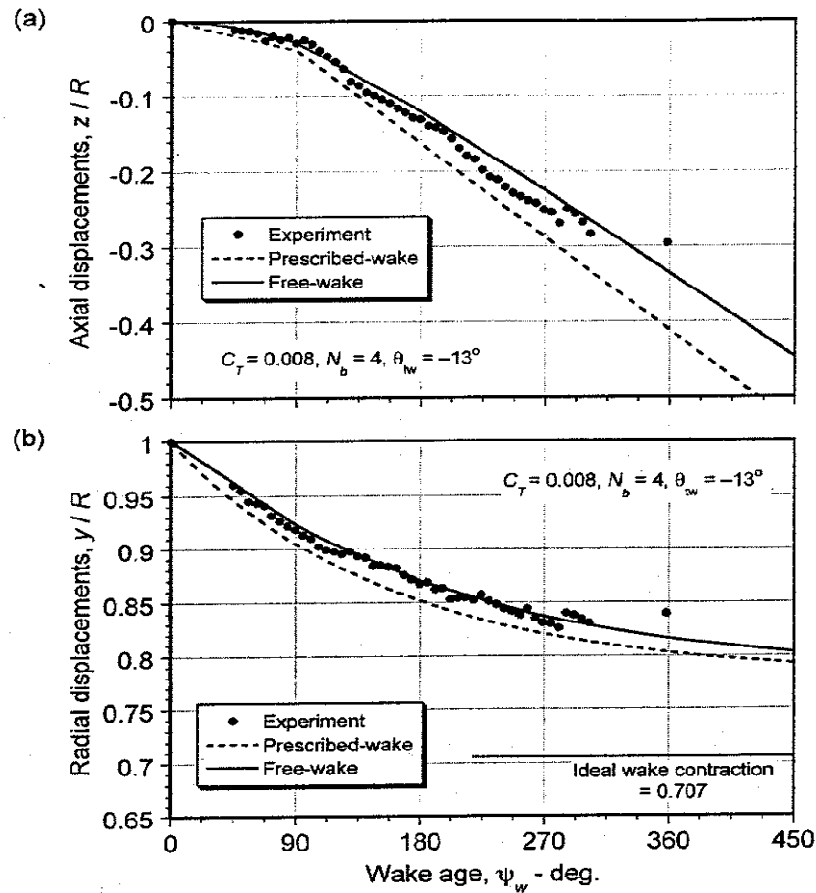 (a)
0
-0.1
-0.2
-0.3
-0.4
-0.5
Axial displacements, z / R
Experiment
Prescribed-wake
Free-wake
C_T = 0.008, N_b = 4, θ_tw = –13°
(b)
1
0.95
0.9
0.85
0.8
0.75
0.7
0.65
Radial displacements, y / R
C_T = 0.008, N_b = 4, θ_tw = –13°
Experiment
Prescribed-wake
Free-wake
Ideal wake contraction
= 0.707
0 90 180 270 360 450
Wake age, ψ_w - deg.